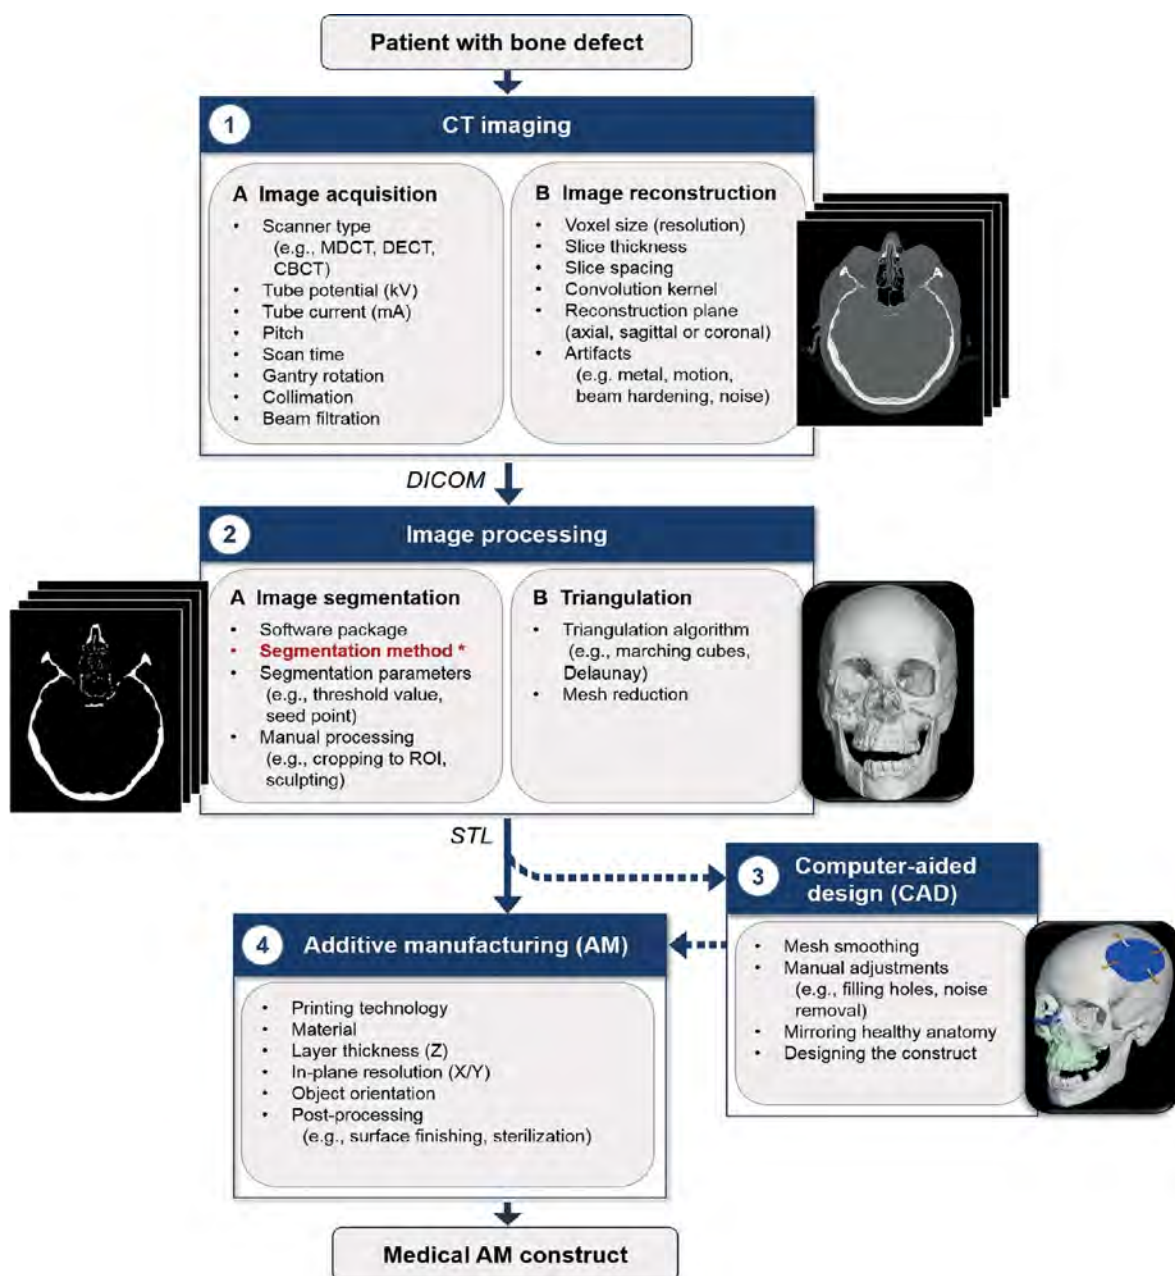 Patient with bone defect
1
CT imaging
A Image acquisition
• Scanner type
(e.g., MDCT, DECT,
CBCT)
• Tube potential (kV)
• Tube current (mA)
• Pitch
• Scan time
• Gantry rotation
• Collimation
• Beam filtration
B Image reconstruction
• Voxel size (resolution)
• Slice thickness
• Slice spacing
• Convolution kernel
• Reconstruction plane
(axial, sagittal or coronal)
• Artifacts
(e.g. metal, motion,
beam hardening, noise)
DICOM
2
Image processing
A Image segmentation
• Software package
• Segmentation method *
• Segmentation parameters
(e.g., threshold value,
seed point)
• Manual processing
(e.g., cropping to ROI,
sculpting)
B Triangulation
• Triangulation algorithm
(e.g., marching cubes,
Delaunay)
• Mesh reduction
STL
3
Computer-aided
design (CAD)
• Mesh smoothing
• Manual adjustments
(e.g., filling holes, noise
removal)
• Mirroring healthy anatomy
• Designing the construct
4
Additive manufacturing (AM)
• Printing technology
• Material
• Layer thickness (Z)
• In-plane resolution (X/Y)
• Object orientation
• Post-processing
(e.g., surface finishing, sterilization)
Medical AM construct